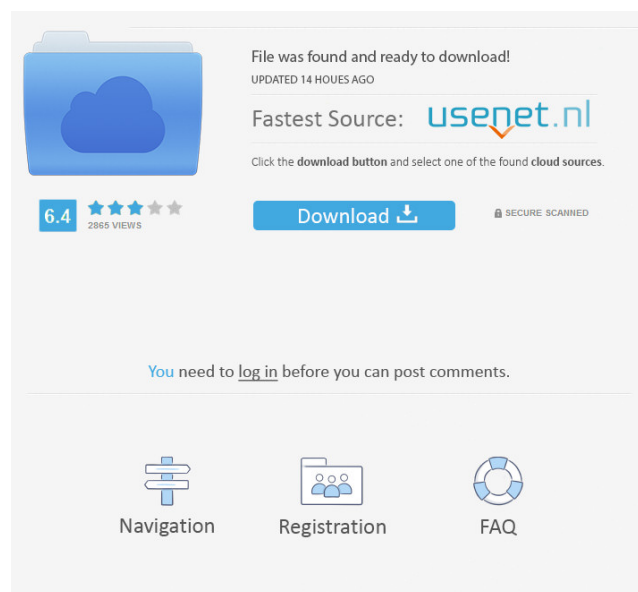 File was found and ready to download!
UPDATED 14 HOUES AGO
Fastest Source: usenet.nl
Click the download button and select one of the found cloud sources.
6.4
2865 VIEWS
Download
SECURE SCANNED
You need to log in before you can post comments.
Navigation
Registration
FAQ